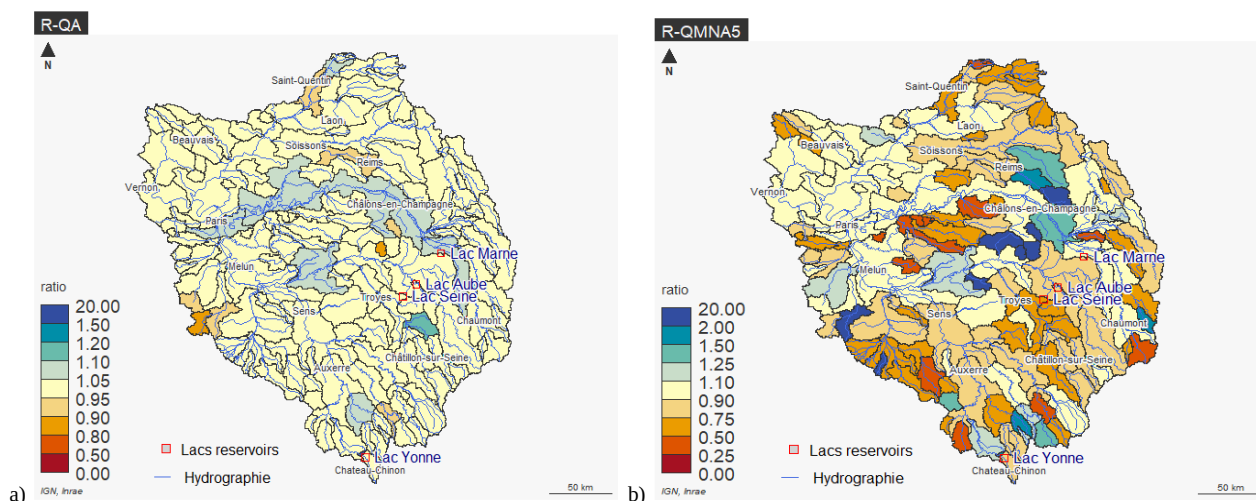 R-QA
N
Saint-Quentin
Laon
Beauvais
Soissons
Reims
Vernon
Paris
Châlons-en-Champagne
Lac Marne
Melun
Lac Aube
Troyes
Lac Seine
Sens
Chaumont
Châtillon-sur-Seine
Auxerre
Lac Yonne
Chateau-Chinon
ratio
20.00
1.50
1.20
1.10
1.05
0.95
0.90
0.80
0.50
0.00
Lacs reservoirs
Hydrographie
IGN, Inrae
50 km
a)
R-QMNA5
N
Saint-Quentin
Laon
Beauvais
Soissons
Reims
Vernon
Paris
Châlons-en-Champagne
Lac Marne
Melun
Lac Aube
Troyes
Lac Seine
Sens
Chaumont
Châtillon-sur-Seine
Auxerre
Lac Yonne
Chateau-Chinon
ratio
20.00
2.00
1.50
1.25
1.10
0.90
0.75
0.50
0.25
0.00
Lacs reservoirs
Hydrographie
IGN, Inrae
50 km
b)